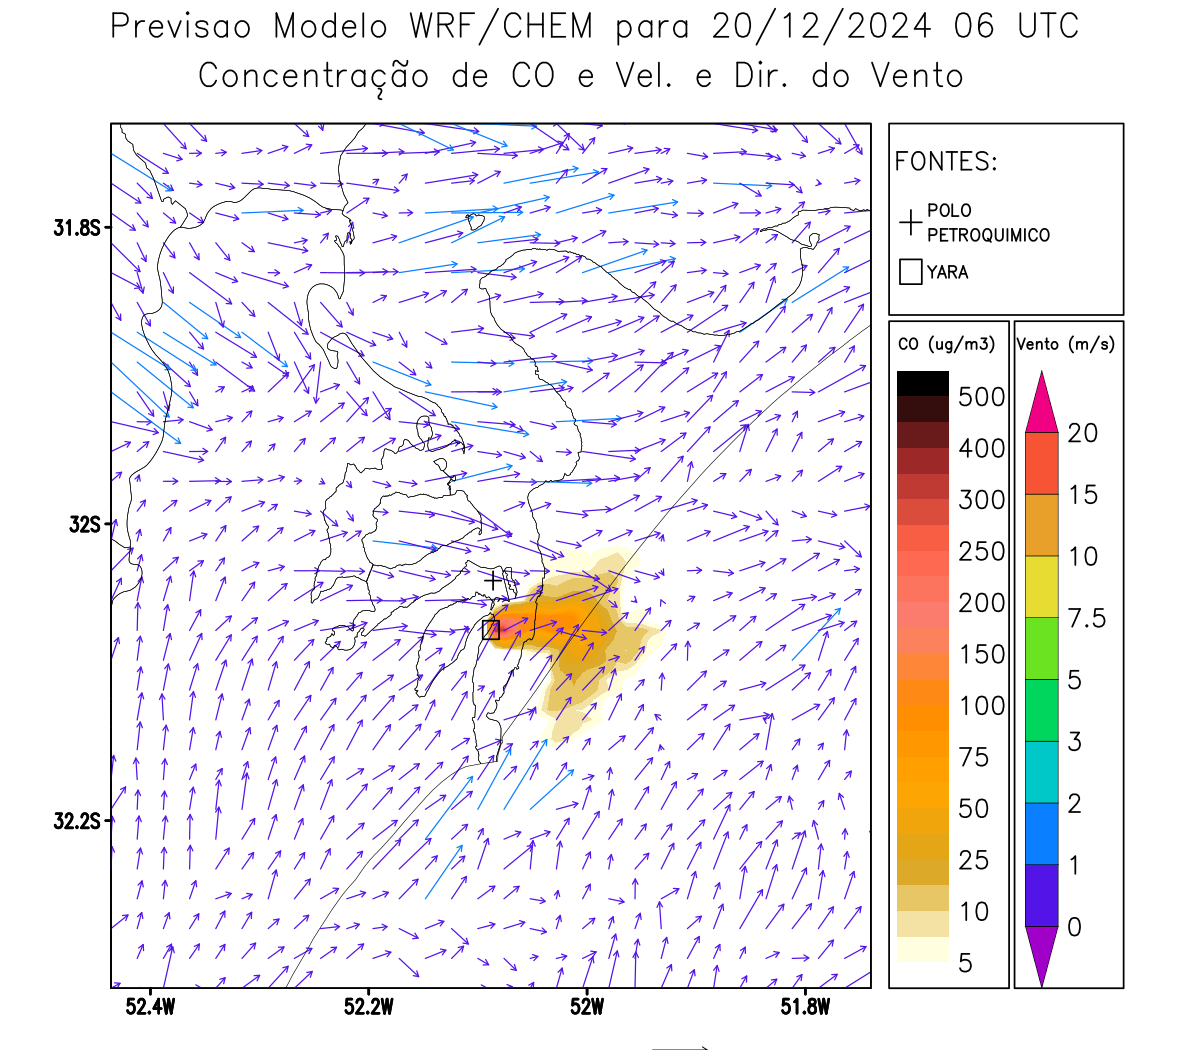 Previsao Modelo WRF/CHEM para 20/12/2024 06 UTC
Concentração de CO e Vel. e Dir. do Vento
FONTES:
POLO
PETROQUIMICO
YARA
31.8S
32S
32.2S
52.4W
52.2W
52W
51.8W
CO (ug/m3)
500
400
300
250
200
150
100
75
50
25
10
5
Vento (m/s)
20
15
10
7.5
5
3
2
1
0